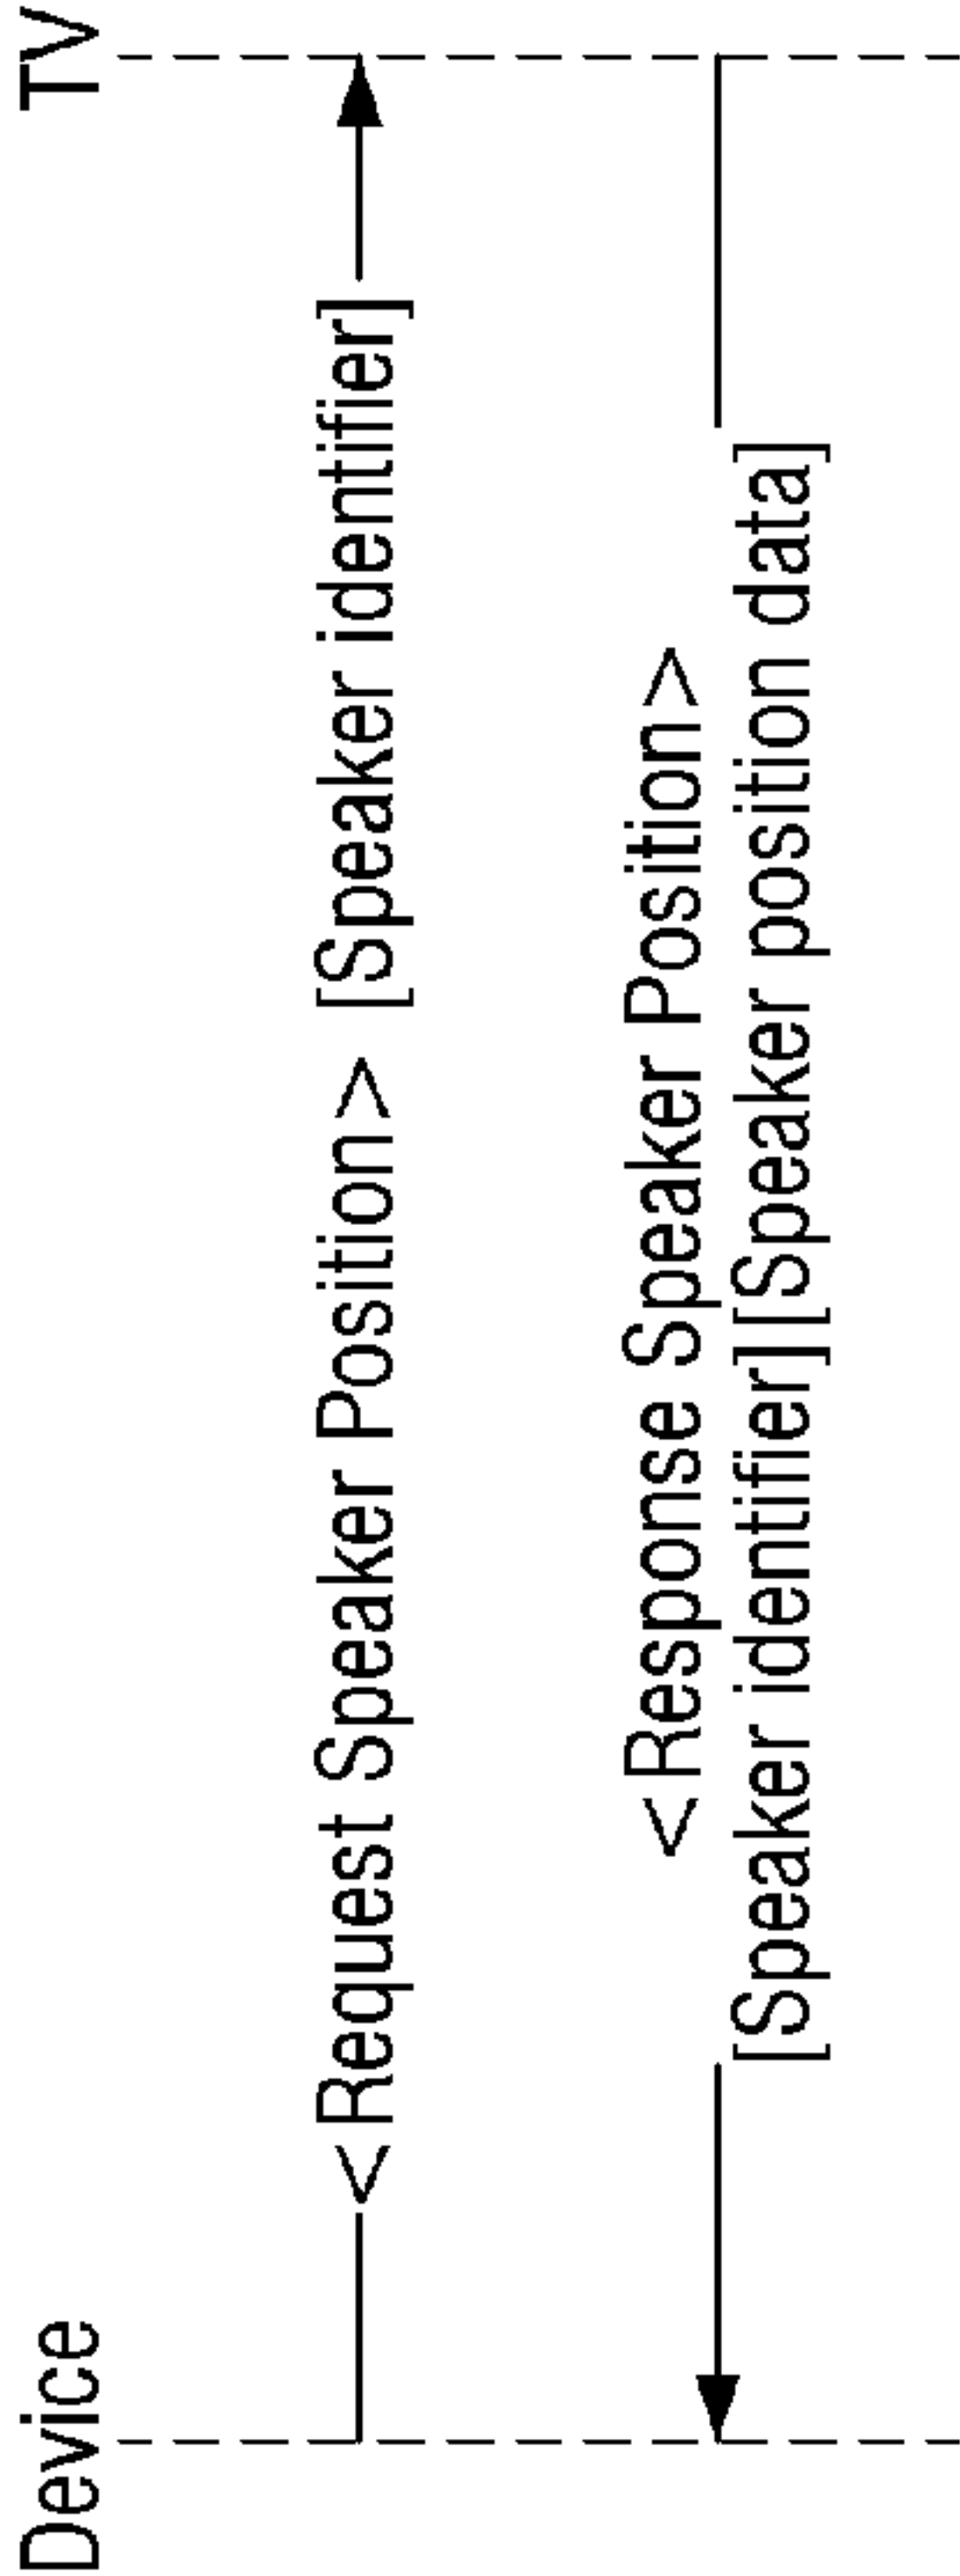 Device
TV
<Request Speaker Position> [Speaker identifier]
<Response Speaker Position>
[Speaker identifier][Speaker position data]